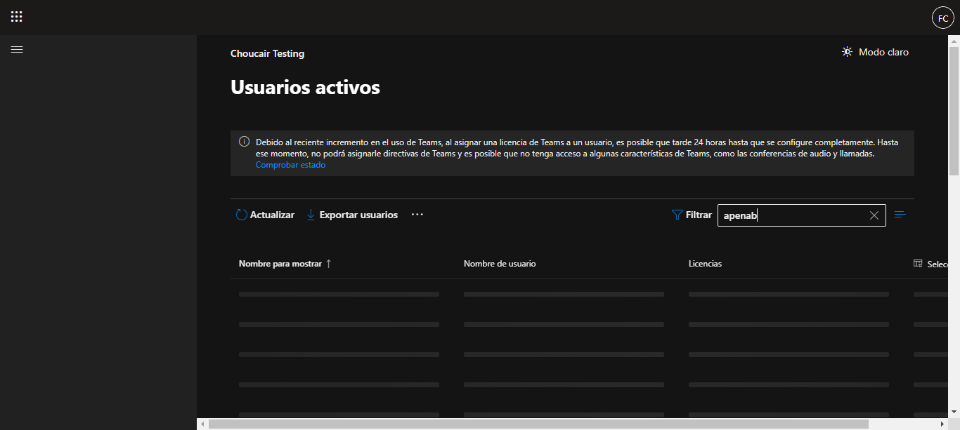 FC
Choucair Testing
Modo claro
Usuarios activos
Debido al reciente incremento en el uso de Teams, al asignar una licencia de Teams a un usuario, es posible que tarde 24 horas hasta que se configure completamente. Hasta
ese momento, no podrá asignarle directivas de Teams y es posible que no tenga acceso a algunas características de Teams, como las conferencias de audio y llamadas.
Comprobar estado
Actualizar Exportar usuarios ··· Filtrar apenab
Nombre para mostrar ↑ Nombre de usuario Licencias Selec